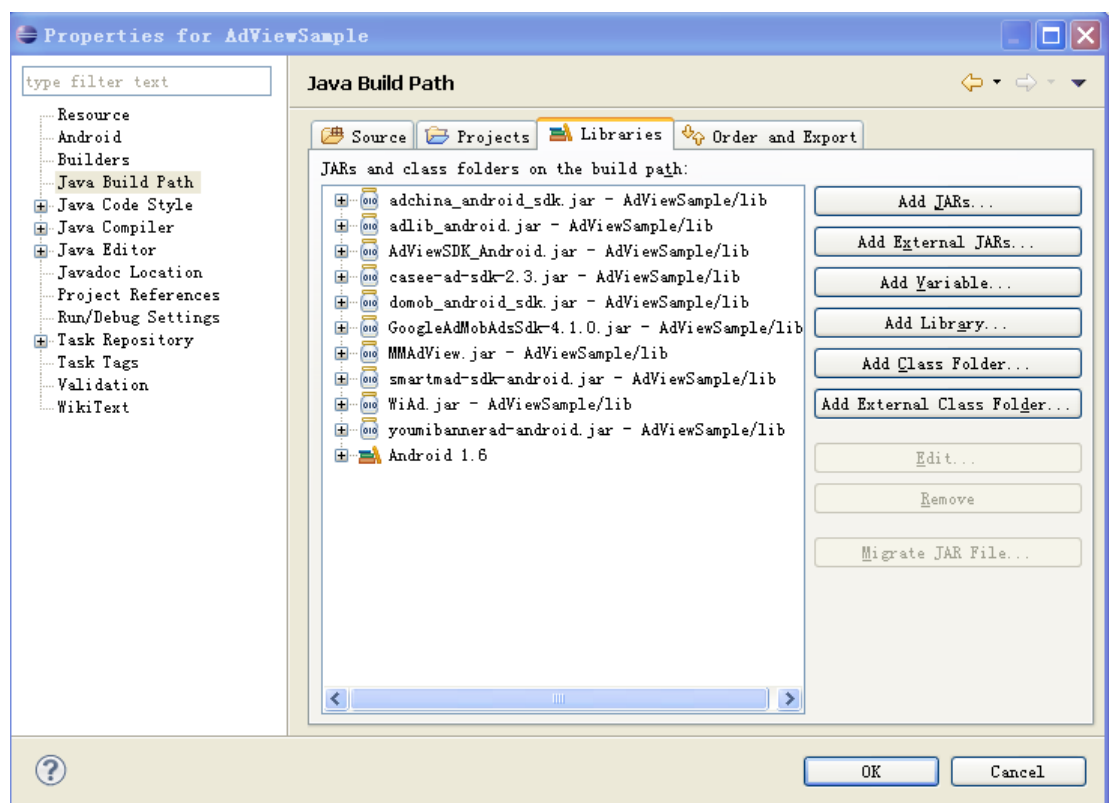 Properties for AdViewSample
type filter text
Java Build Path
Resource
Android
Builders
Java Build Path
Java Code Style
Java Compiler
Java Editor
Javadoc Location
Project References
Run/Debug Settings
Task Repository
Task Tags
Validation
WikiText
Source
Projects
Libraries
Order and Export
JARs and class folders on the build path:
adchina_android_sdk.jar - AdViewSample/lib
adlib_android.jar - AdViewSample/lib
AdViewSDK_Android.jar - AdViewSample/lib
casee-ad-sdk-2.3.jar - AdViewSample/lib
domob_android_sdk.jar - AdViewSample/lib
GoogleAdMobAdsSdk-4.1.0.jar - AdViewSample/lib
MMAdView.jar - AdViewSample/lib
smartmad-sdk-android.jar - AdViewSample/lib
WiAd.jar - AdViewSample/lib
youmibannerad-android.jar - AdViewSample/lib
Android 1.6
Add JARs...
Add External JARs...
Add Variable...
Add Library...
Add Class Folder...
Add External Class Folder...
Edit...
Remove
Migrate JAR File...
?
OK
Cancel